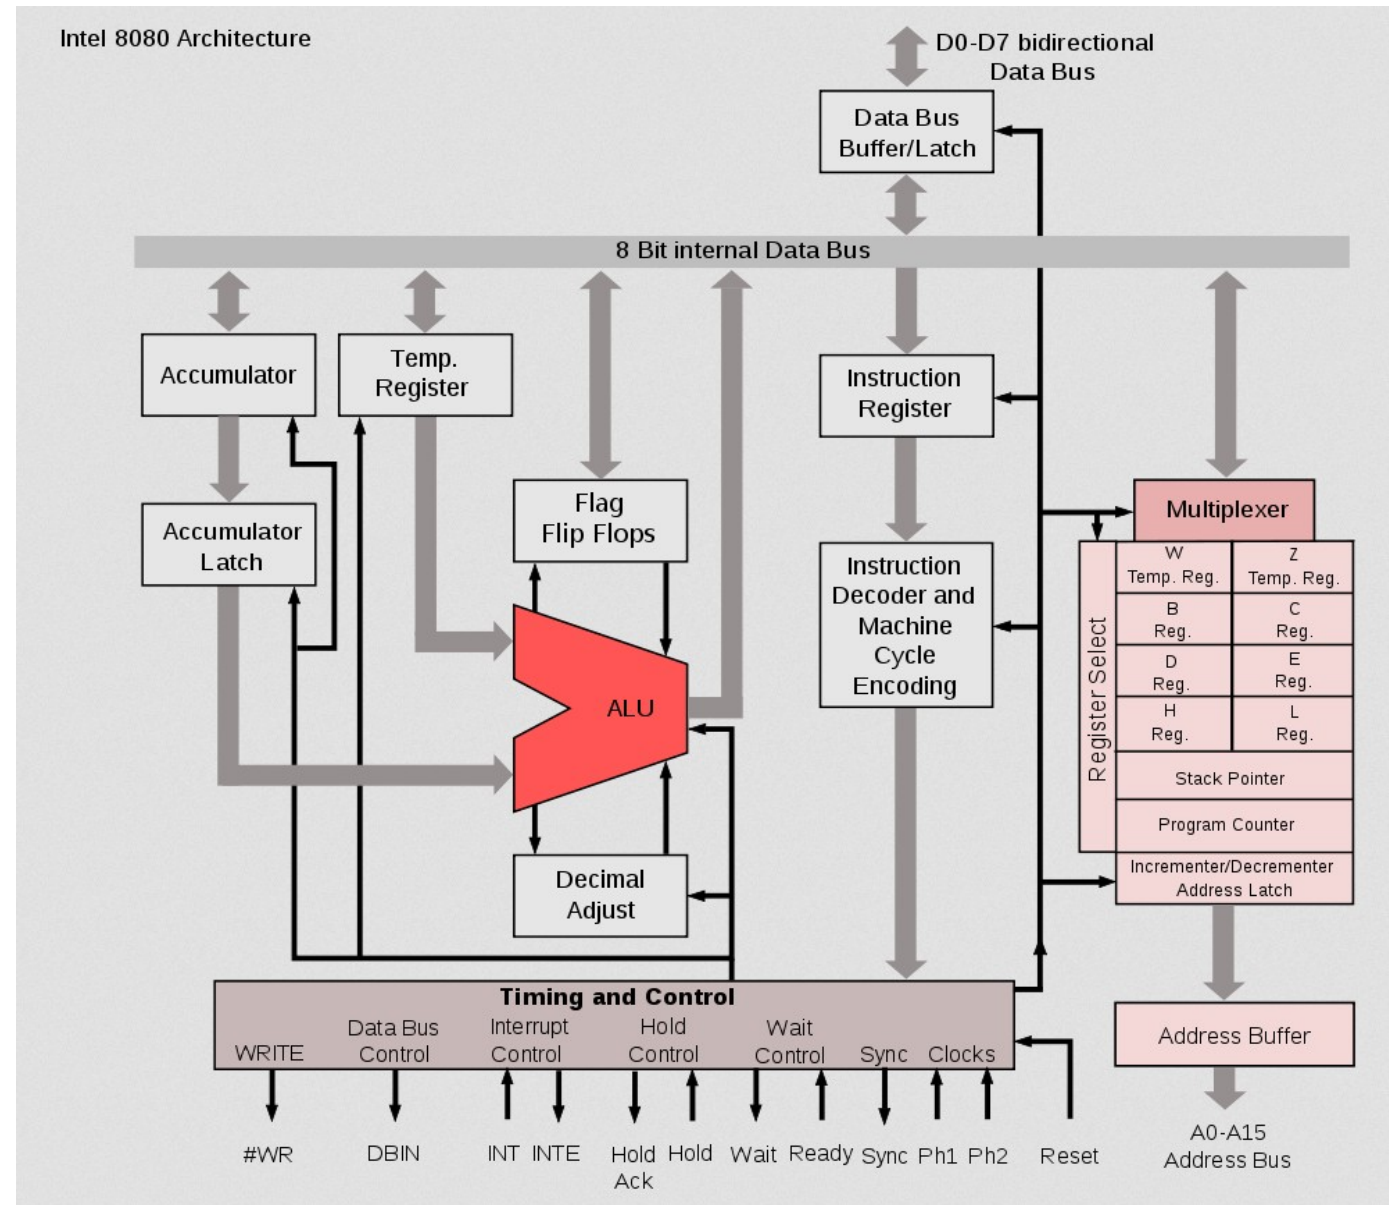 Intel 8080 Architecture
D0-D7 bidirectional
Data Bus
Data Bus
Buffer/Latch
8 Bit internal Data Bus
Accumulator
Temp.
Register
Instruction
Register
Accumulator
Latch
Flag
Flip Flops
Instruction
Decoder and
Machine
Cycle
Encoding
Multiplexer
Register Select
W
Temp. Reg.
Z
Temp. Reg.
B
Reg.
C
Reg.
D
Reg.
E
Reg.
H
Reg.
L
Reg.
Stack Pointer
Program Counter
Incrementer/Decrementer
Address Latch
ALU
Decimal
Adjust
Timing and Control
WRITE
Data Bus
Control
Interrupt
Control
Hold
Control
Wait
Control
Sync
Clocks
Address Buffer
#WR
DBIN
INT
INTE
Hold
Ack
Hold
Wait
Ready
Sync
Ph1
Ph2
Reset
A0-A15
Address Bus